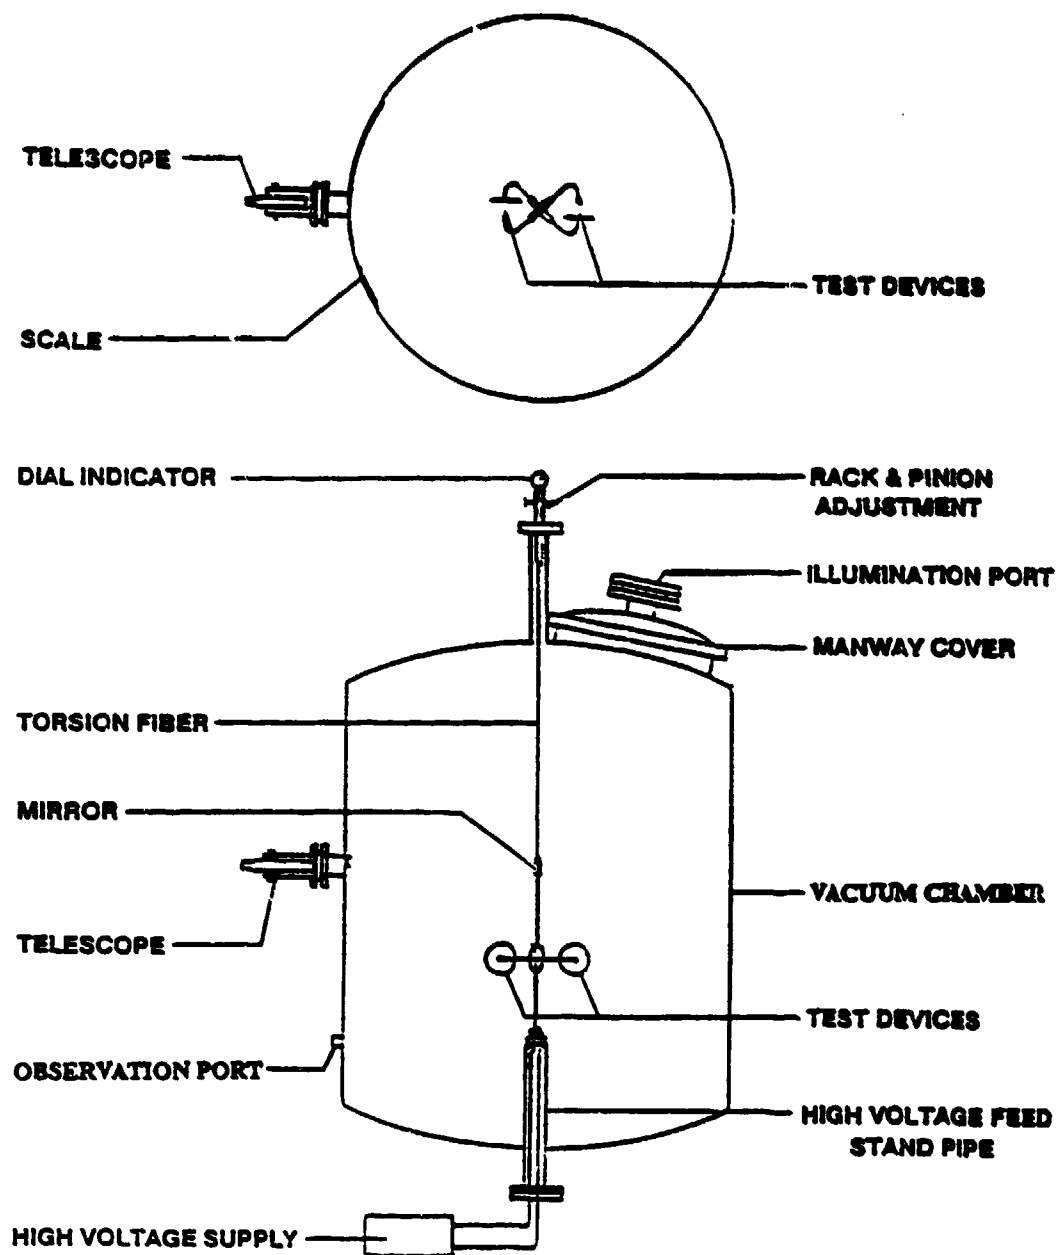 TELESCOPE
TEST DEVICES
SCALE
DIAL INDICATOR
RACK & PINION
ADJUSTMENT
ILLUMINATION PORT
MANWAY COVER
TORSION FIBER
MIRROR
VACUUM CHAMBER
TELESCOPE
TEST DEVICES
OBSERVATION PORT
HIGH VOLTAGE FEED
STAND PIPE
HIGH VOLTAGE SUPPLY